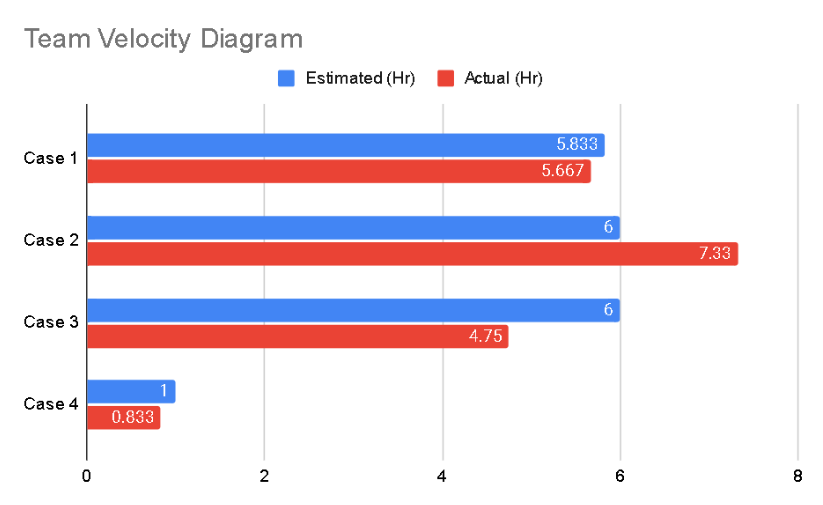 Team Velocity Diagram
Estimated (Hr) Actual (Hr)
Case 1 5.833
5.667
Case 2 6
7.33
Case 3 6
4.75
Case 4 1
0.833
0 2 4 6 8